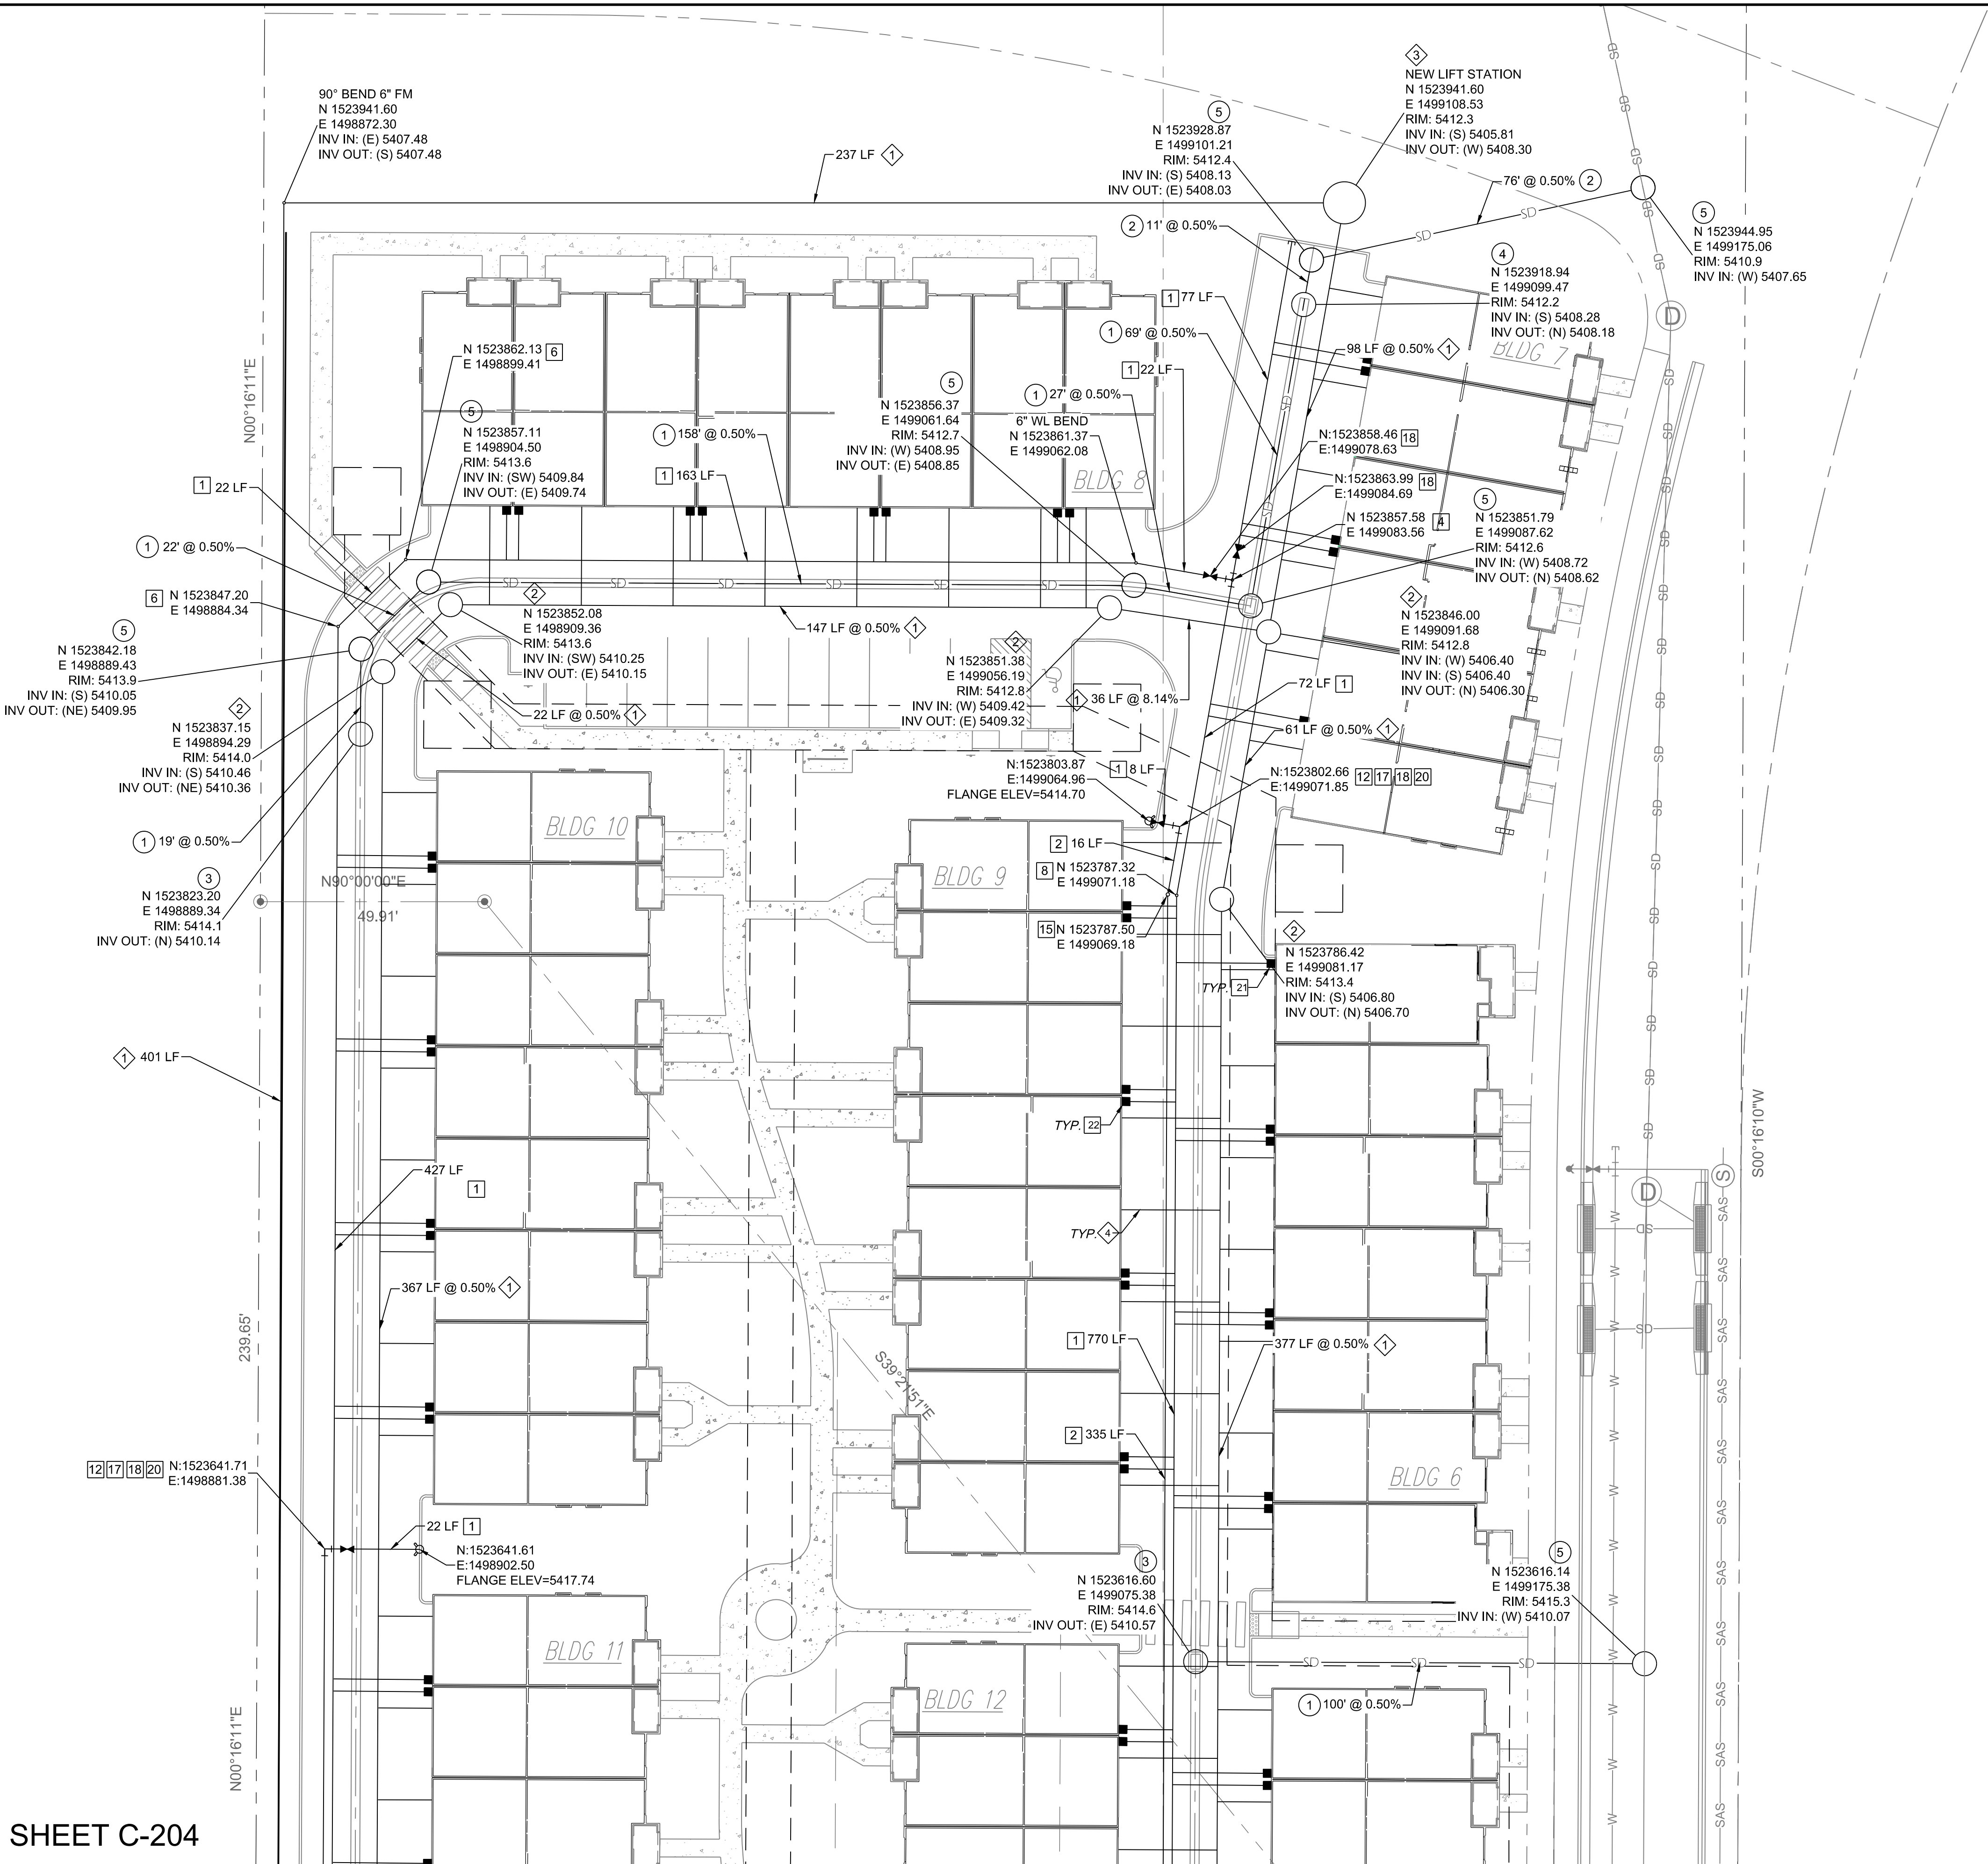 90° BEND 6" FM
N 1523941.60
E 1498872.30
INV IN: (E) 5407.48
INV OUT: (S) 5407.48
237 LF 1
5
N 1523928.87
E 1499101.21
RIM: 5412.4
INV IN: (S) 5408.13
INV OUT: (E) 5408.03
3
NEW LIFT STATION
N 1523941.60
E 1499108.53
RIM: 5412.3
INV IN: (S) 5405.81
INV OUT: (W) 5408.30
76' @ 0.50% 2
5
N 1523944.95
E 1499175.06
RIM: 5410.9
INV IN: (W) 5407.65
2 11' @ 0.50%
4
N 1523918.94
E 1499099.47
RIM: 5412.2
INV IN: (S) 5408.28
INV OUT: (N) 5408.18
1 77 LF
1 69' @ 0.50%
98 LF @ 0.50% 1
BLDG 7
D
N 1523862.13 6
E 1498899.41
5
N 1523857.11
E 1498904.50
RIM: 5413.6
INV IN: (SW) 5409.84
INV OUT: (E) 5409.74
1 158' @ 0.50%
1 163 LF
5
N 1523856.37
E 1499061.64
RIM: 5412.7
INV IN: (W) 5408.95
INV OUT: (E) 5408.85
1 22 LF
1 27' @ 0.50%
6" WL BEND
N 1523861.37
E 1499062.08
BLDG 8
N:1523858.46 18
E:1499078.63
N:1523863.99 18
E:1499084.69
N 1523857.58 4
E 1499083.56
5
N 1523851.79
E 1499087.62
RIM: 5412.6
INV IN: (W) 5408.72
INV OUT: (N) 5408.62
N00°16'11"E
1 22 LF
1 22' @ 0.50%
6 N 1523847.20
E 1498884.34
5
N 1523842.18
E 1498889.43
RIM: 5413.9
INV IN: (S) 5410.05
INV OUT: (NE) 5409.95
2
N 1523837.15
E 1498894.29
RIM: 5414.0
INV IN: (S) 5410.46
INV OUT: (NE) 5410.36
1 19' @ 0.50%
3
N 1523823.20
E 1498889.34
RIM: 5414.1
INV OUT: (N) 5410.14
2
N 1523852.08
E 1498909.36
RIM: 5413.6
INV IN: (SW) 5410.25
INV OUT: (E) 5410.15
22 LF @ 0.50% 1
147 LF @ 0.50% 1
2
N 1523851.38
E 1499056.19
RIM: 5412.8
INV IN: (W) 5409.42
INV OUT: (E) 5409.32
1 36 LF @ 8.14%
2
N 1523846.00
E 1499091.68
RIM: 5412.8
INV IN: (W) 5406.40
INV IN: (S) 5406.40
INV OUT: (N) 5406.30
72 LF 1
61 LF @ 0.50% 1
N:1523803.87
E:1499064.96
FLANGE ELEV=5414.70
1 8 LF
N:1523802.66 12 17 18 20
E:1499071.85
2 16 LF
8 N 1523787.32
E 1499071.18
15 N 1523787.50
E 1499069.18
2
N 1523786.42
E 1499081.17
RIM: 5413.4
INV IN: (S) 5406.80
INV OUT: (N) 5406.70
TYP. 21
BLDG 10
BLDG 9
N90°00'00"E
49.91'
1 401 LF
427 LF
1
367 LF @ 0.50% 1
TYP. 22
TYP. 4
239.65'
S39°21'51"E
1 770 LF
377 LF @ 0.50% 1
2 335 LF
BLDG 6
12 17 18 20 N:1523641.71
E:1498881.38
22 LF 1
N:1523641.61
E:1498902.50
FLANGE ELEV=5417.74
3
N 1523616.60
E 1499075.38
RIM: 5414.6
INV OUT: (E) 5410.57
5
N 1523616.14
E 1499175.38
RIM: 5415.3
INV IN: (W) 5410.07
1 100' @ 0.50%
BLDG 11
BLDG 12
N00°16'11"E
S00°16'10"W
D
S
SD
SD
SD
SD
SD
SD
SD
W
W
W
SAS
SAS
SAS
SHEET C-204